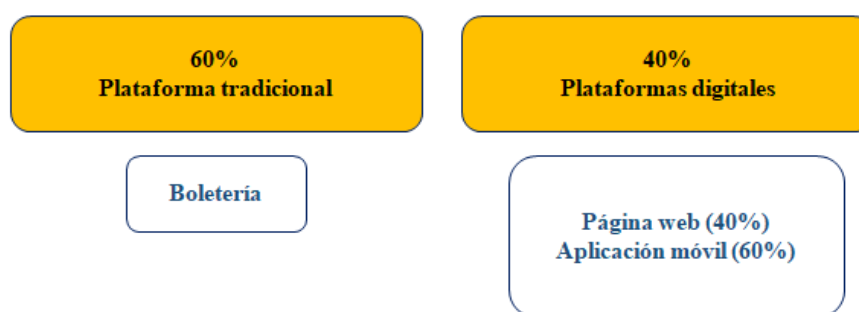 60%
Plataforma tradicional
40%
Plataformas digitales
Boletería
Página web (40%)
Aplicación móvil (60%)